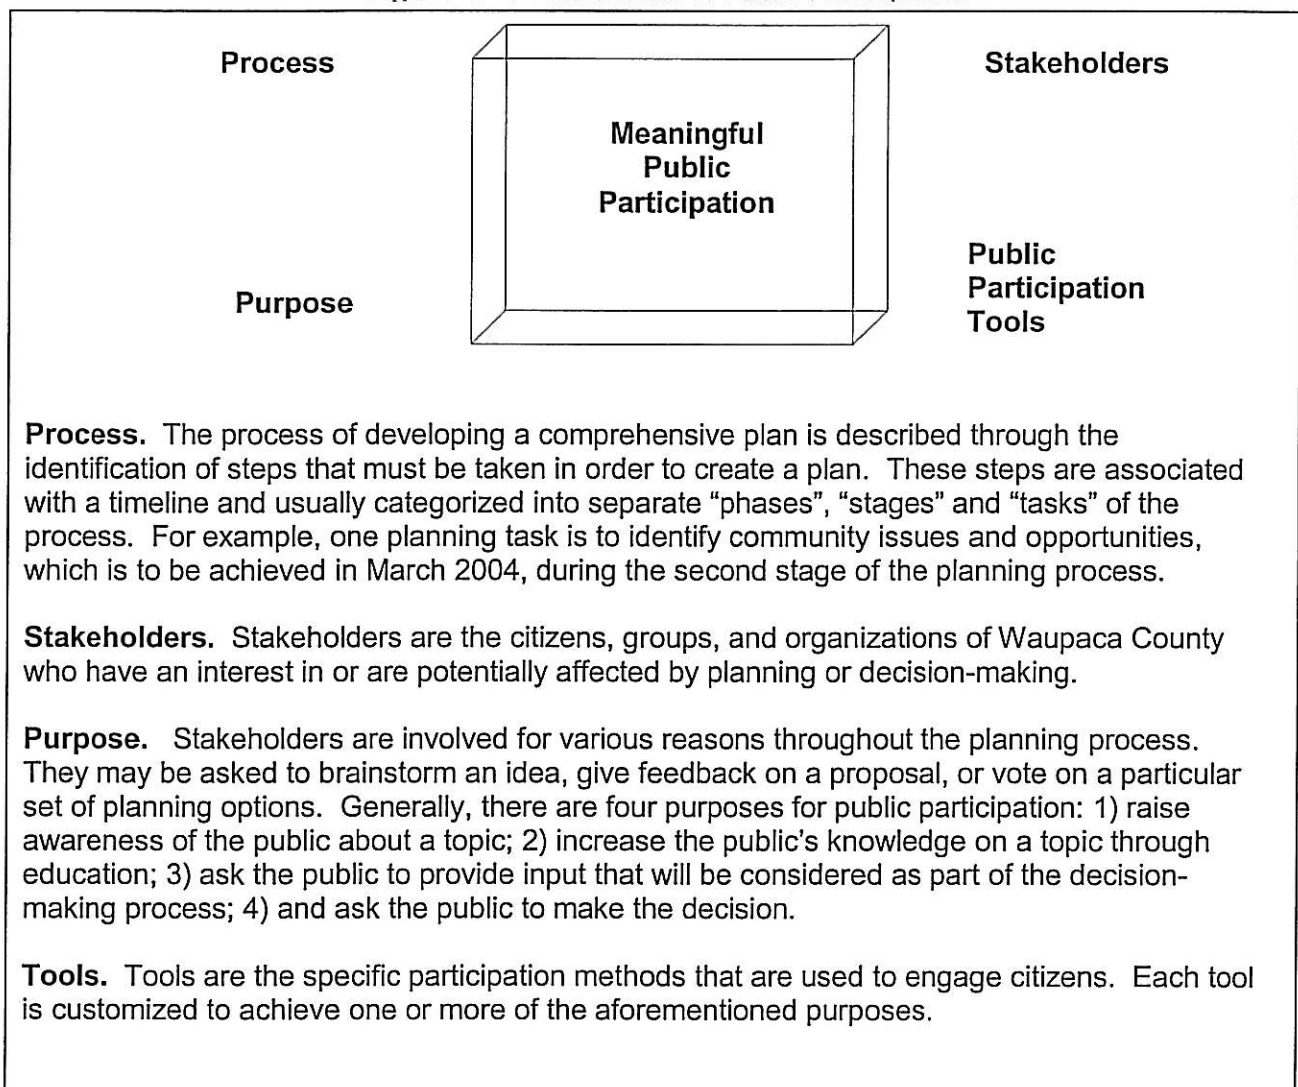 Process
Stakeholders
Meaningful
Public
Participation
Purpose
Public
Participation
Tools
Process. The process of developing a comprehensive plan is described through the
identification of steps that must be taken in order to create a plan. These steps are associated
with a timeline and usually categorized into separate “phases”, “stages” and “tasks” of the
process. For example, one planning task is to identify community issues and opportunities,
which is to be achieved in March 2004, during the second stage of the planning process.
Stakeholders. Stakeholders are the citizens, groups, and organizations of Waupaca County
who have an interest in or are potentially affected by planning or decision-making.
Purpose. Stakeholders are involved for various reasons throughout the planning process.
They may be asked to brainstorm an idea, give feedback on a proposal, or vote on a particular
set of planning options. Generally, there are four purposes for public participation: 1) raise
awareness of the public about a topic; 2) increase the public’s knowledge on a topic through
education; 3) ask the public to provide input that will be considered as part of the decision-
making process; 4) and ask the public to make the decision.
Tools. Tools are the specific participation methods that are used to engage citizens. Each tool
is customized to achieve one or more of the aforementioned purposes.